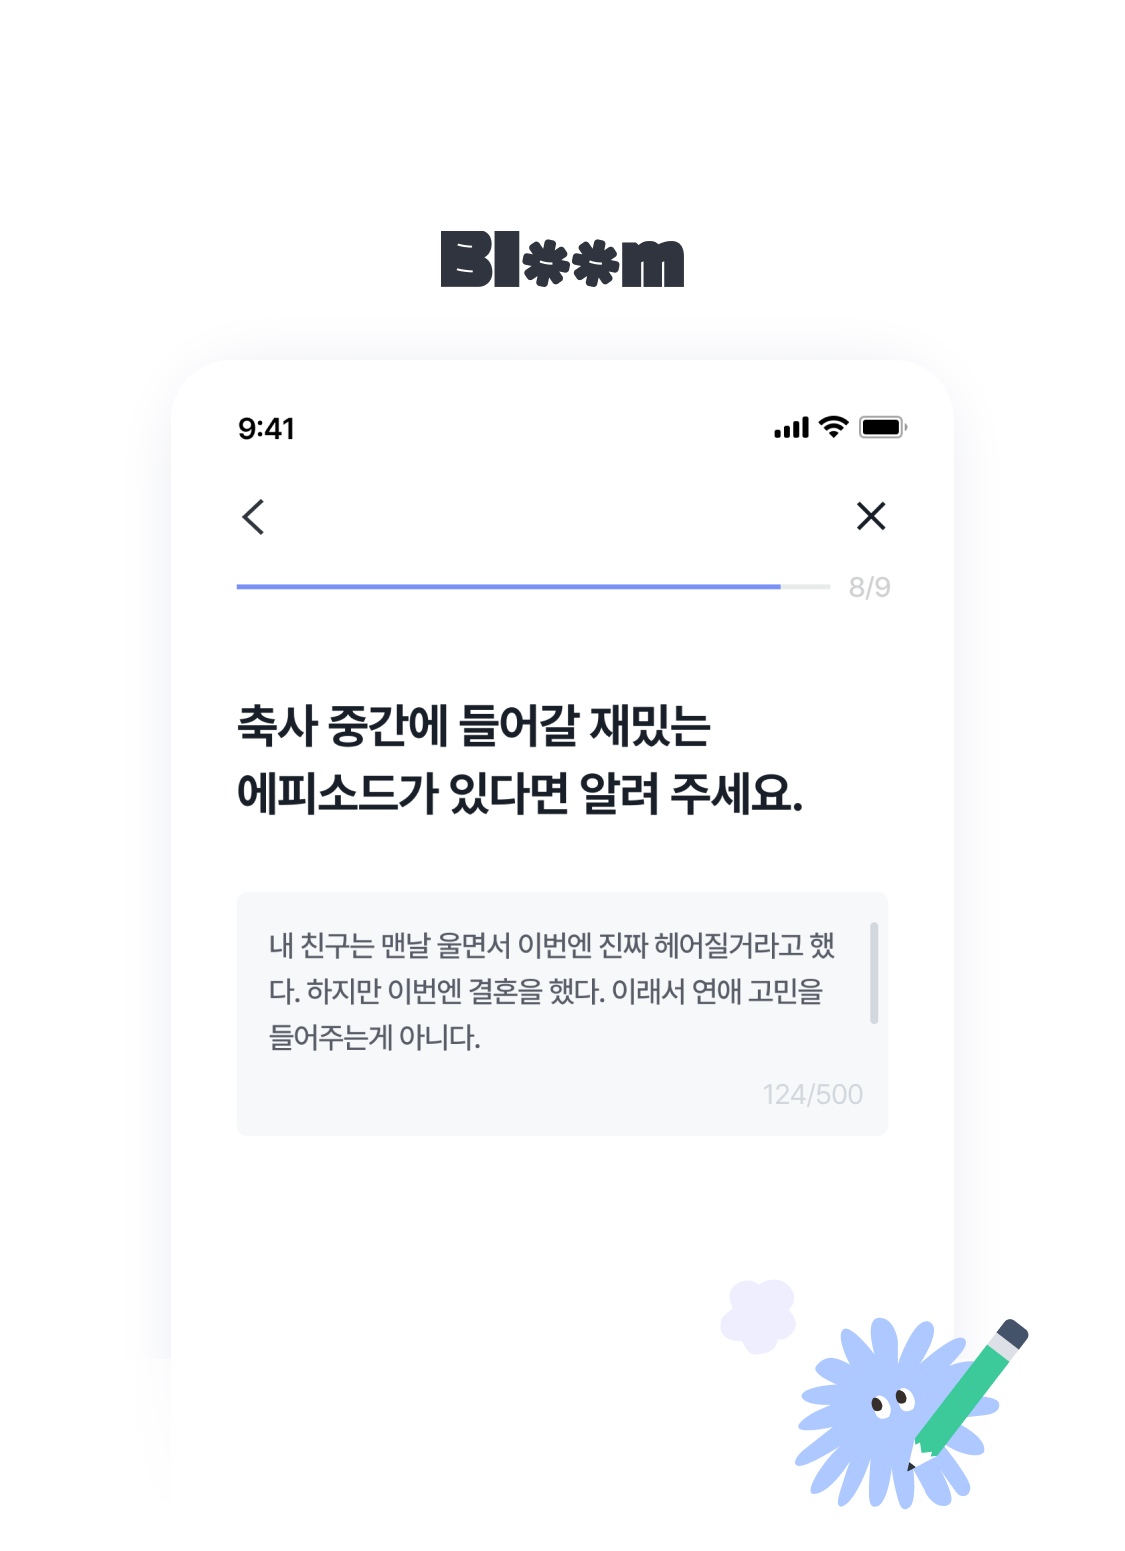 Bloom
9:41
8/9
축사 중간에 들어갈 재밌는
에피소드가 있다면 알려 주세요.
내 친구는 맨날 울면서 이번엔 진짜 헤어질거라고 했
다. 하지만 이번엔 결혼을 했다. 이래서 연애 고민을
들어주는게 아니다.
124/500